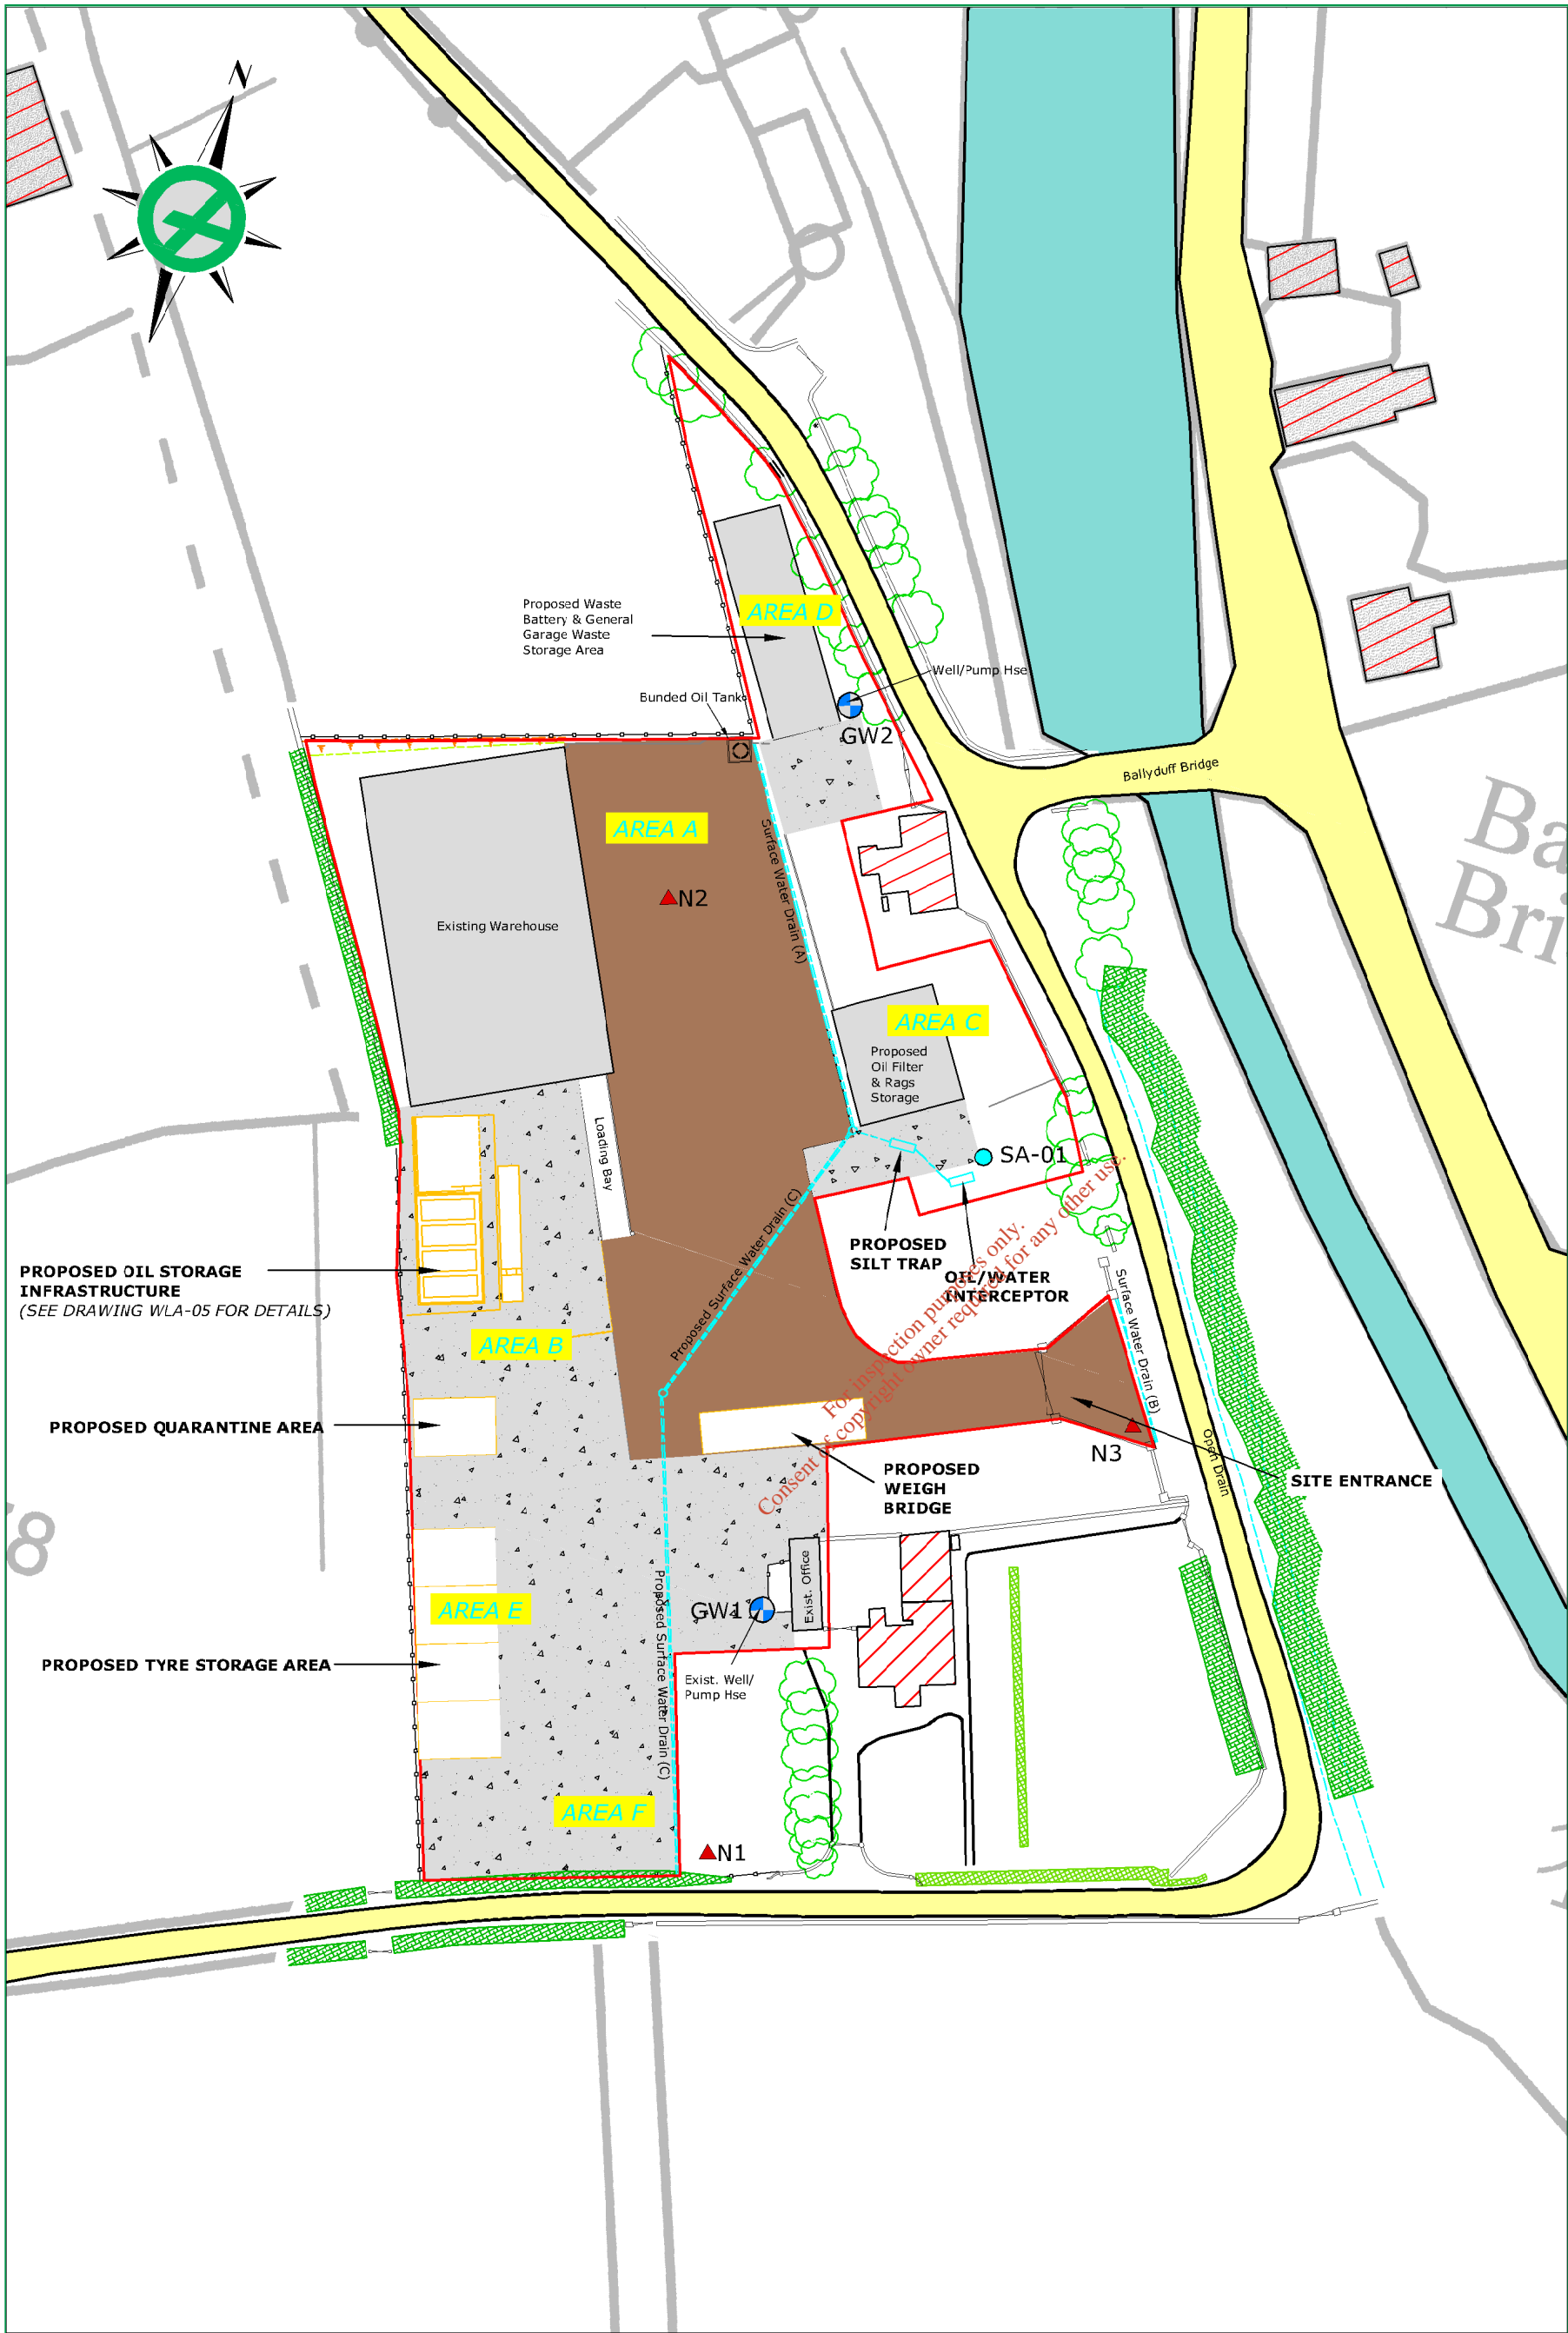 N
Proposed Waste
Battery & General
Garage Waste
Storage Area
AREA D
Well/Pump Hse
Bunded Oil Tank
GW2
Ballyduff Bridge
Ba
Bri
AREA A
Surface Water Drain (A)
N2
Existing Warehouse
AREA C
Proposed
Oil Filter
& Rags
Storage
Loading Bay
SA-01
Proposed Surface Water Drain (C)
PROPOSED
SILT TRAP
OIL/WATER
INTERCEPTOR
For inspection purposes only.
Consent of copyright owner required for any other use.
PROPOSED OIL STORAGE
INFRASTRUCTURE
(SEE DRAWING WLA-05 FOR DETAILS)
Surface Water Drain (B)
AREA B
PROPOSED QUARANTINE AREA
N3
Open Drain
PROPOSED
WEIGH
BRIDGE
SITE ENTRANCE
8
Exist. Office
Proposed Surface Water Drain (C)
AREA E
GW1
PROPOSED TYRE STORAGE AREA
Exist. Well/
Pump Hse
AREA F
N1